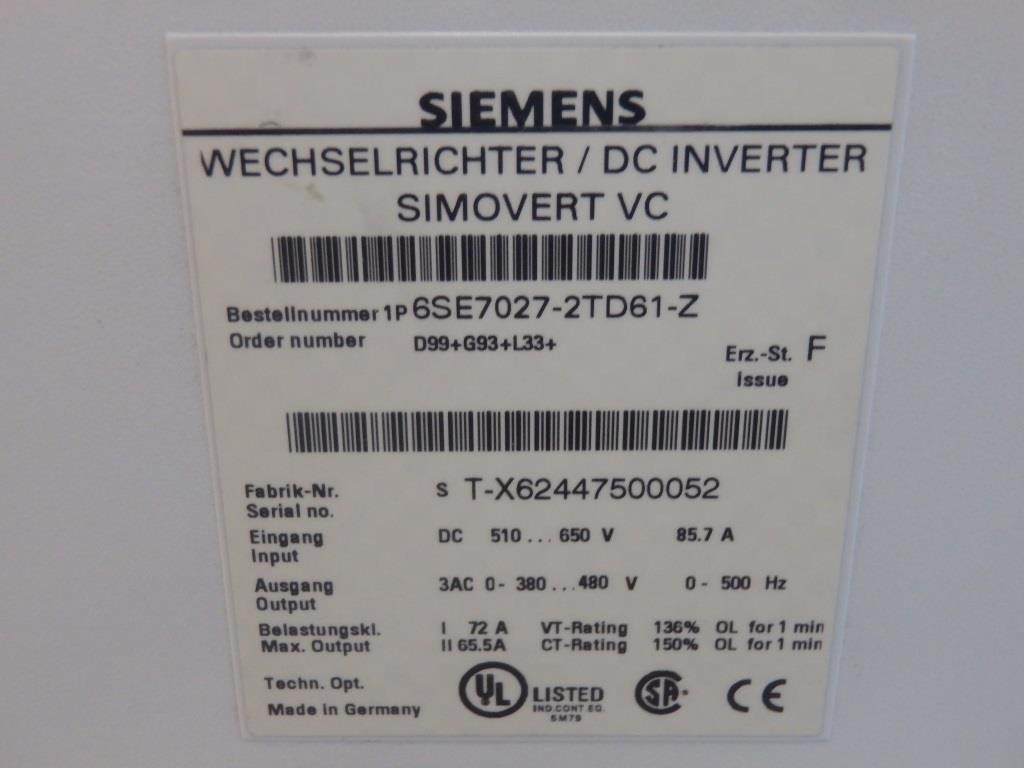 SIEMENS
WECHSELRICHTER / DC INVERTER
SIMOVERT VC
Bestellnummer 1P 6SE7027-2TD61-Z
Order number D99+G93+L33+
Erz.-St. F
Issue
Fabrik-Nr. S T-X62447500052
Serial no.
Eingang DC 510 ... 650 V 85.7 A
Input
Ausgang 3AC 0- 380 ... 480 V 0 - 500 Hz
Output
Belastungskl. I 72 A VT-Rating 136% OL for 1 min
Max. Output II 65.5A CT-Rating 150% OL for 1 min
Techn. Opt.
Made in Germany
UL LISTED
IND.CONT.EQ.
5M79
SA
CE